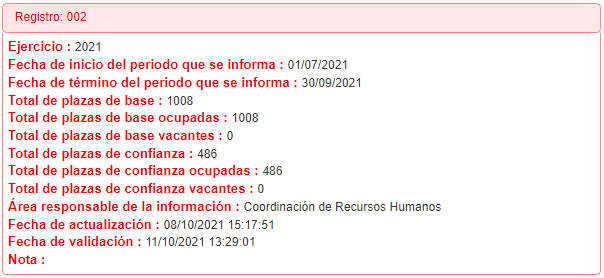 Registro: 002
Ejercicio : 2021
Fecha de inicio del periodo que se informa : 01/07/2021
Fecha de término del periodo que se informa : 30/09/2021
Total de plazas de base : 1008
Total de plazas de base ocupadas : 1008
Total de plazas de base vacantes : 0
Total de plazas de confianza : 486
Total de plazas de confianza ocupadas : 486
Total de plazas de confianza vacantes : 0
Área responsable de la información : Coordinación de Recursos Humanos
Fecha de actualización : 08/10/2021 15:17:51
Fecha de validación : 11/10/2021 13:29:01
Nota :